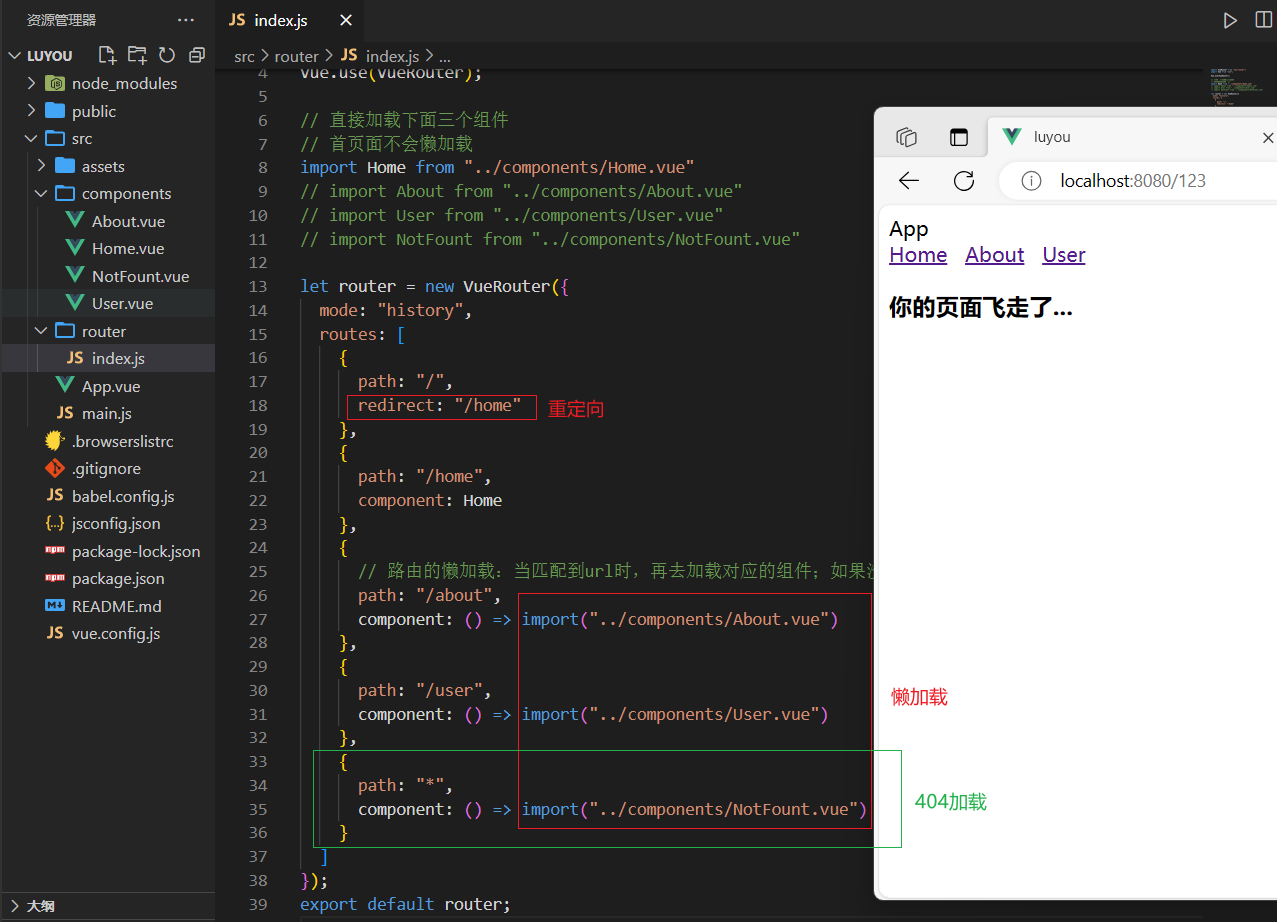 资源管理器 ···
LUYOU
node_modules
public
src
assets
components
About.vue
Home.vue
NotFount.vue
User.vue
router
JS index.js
App.vue
JS main.js
.browserslistrc
.gitignore
JS babel.config.js
{..} jsconfig.json
npm package-lock.json
npm package.json
README.md
JS vue.config.js
大纲
JS index.js
src > router > JS index.js > ...
4 Vue.use(VueRouter);
5
6 // 直接加载下面三个组件
7 // 首页面不会懒加载
8 import Home from "../components/Home.vue"
9 // import About from "../components/About.vue"
10 // import User from "../components/User.vue"
11 // import NotFount from "../components/NotFount.vue"
12
13 let router = new VueRouter({
14 mode: "history",
15 routes: [
16 {
17 path: "/",
18 redirect: "/home" 重定向
19 },
20 {
21 path: "/home",
22 component: Home
23 },
24 {
25 // 路由的懒加载：当匹配到url时，再去加载对应的组件；如果
26 path: "/about",
27 component: () => import("../components/About.vue")
28 },
29 {
30 path: "/user",
31 component: () => import("../components/User.vue")
32 },
33 {
34 path: "*",
35 component: () => import("../components/NotFount.vue")
36 }
37 ]
38 });
39 export default router;
luyou
localhost:8080/123
App
Home About User
你的页面飞走了...
懒加载
404加载